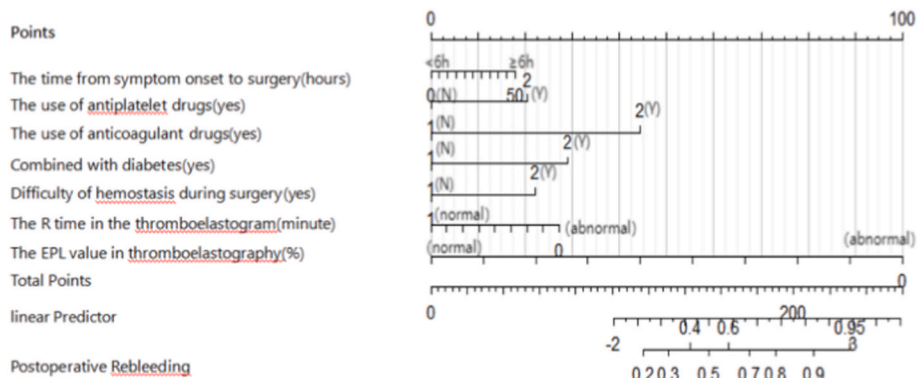 0 100
Points
<6h ≥6h
The time from symptom onset to surgery(hours)
2
0(N) 50 (Y)
The use of antiplatelet drugs(yes)
2(Y)
1(N)
The use of anticoagulant drugs(yes)
2(Y)
1(N)
Combined with diabetes(yes)
2(Y)
1(N)
Difficulty of hemostasis during surgery(yes)
1(normal)
The R time in the thromboelastogram(minute)
(abnormal)
(normal) 0 (abnormal)
The EPL value in thromboelastography(%)
Total Points 0
0 200
linear Predictor
0.4 0.6 0.95
-2 3
Postoperative Rebleeding
0.2 0.3 0.5 0.7 0.8 0.9